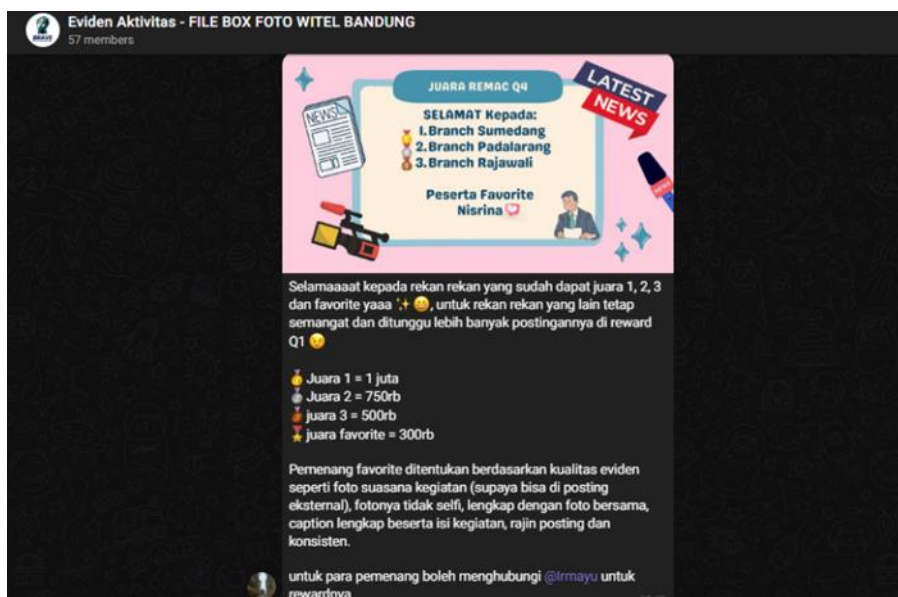 Eviden Aktivitas - FILE BOX FOTO WITEL BANDUNG
57 members
BRAVE
JUARA REMAC Q4
LATEST
NEWS
NEWS
SELAMAT Kepada:
1. Branch Sumedang
2. Branch Padalarang
3. Branch Rajawali
Peserta Favorite
Nisrina
Selamaaaat kepada rekan rekan yang sudah dapat juara 1, 2, 3
dan favorite yaaa ✨😄, untuk rekan rekan yang lain tetap
semangat dan ditunggu lebih banyak postingannya di reward
Q1 😉
🥇 Juara 1 = 1 juta
🥈 Juara 2 = 750rb
🥉 juara 3 = 500rb
🎖 juara favorite = 300rb
Pemenang favorite ditentukan berdasarkan kualitas eviden
seperti foto suasana kegiatan (supaya bisa di posting
eksternal), fotonya tidak selfi, lengkap dengan foto bersama,
caption lengkap beserta isi kegiatan, rajin posting dan
konsisten.
untuk para pemenang boleh menghubungi @Irmayu untuk
rewardnya